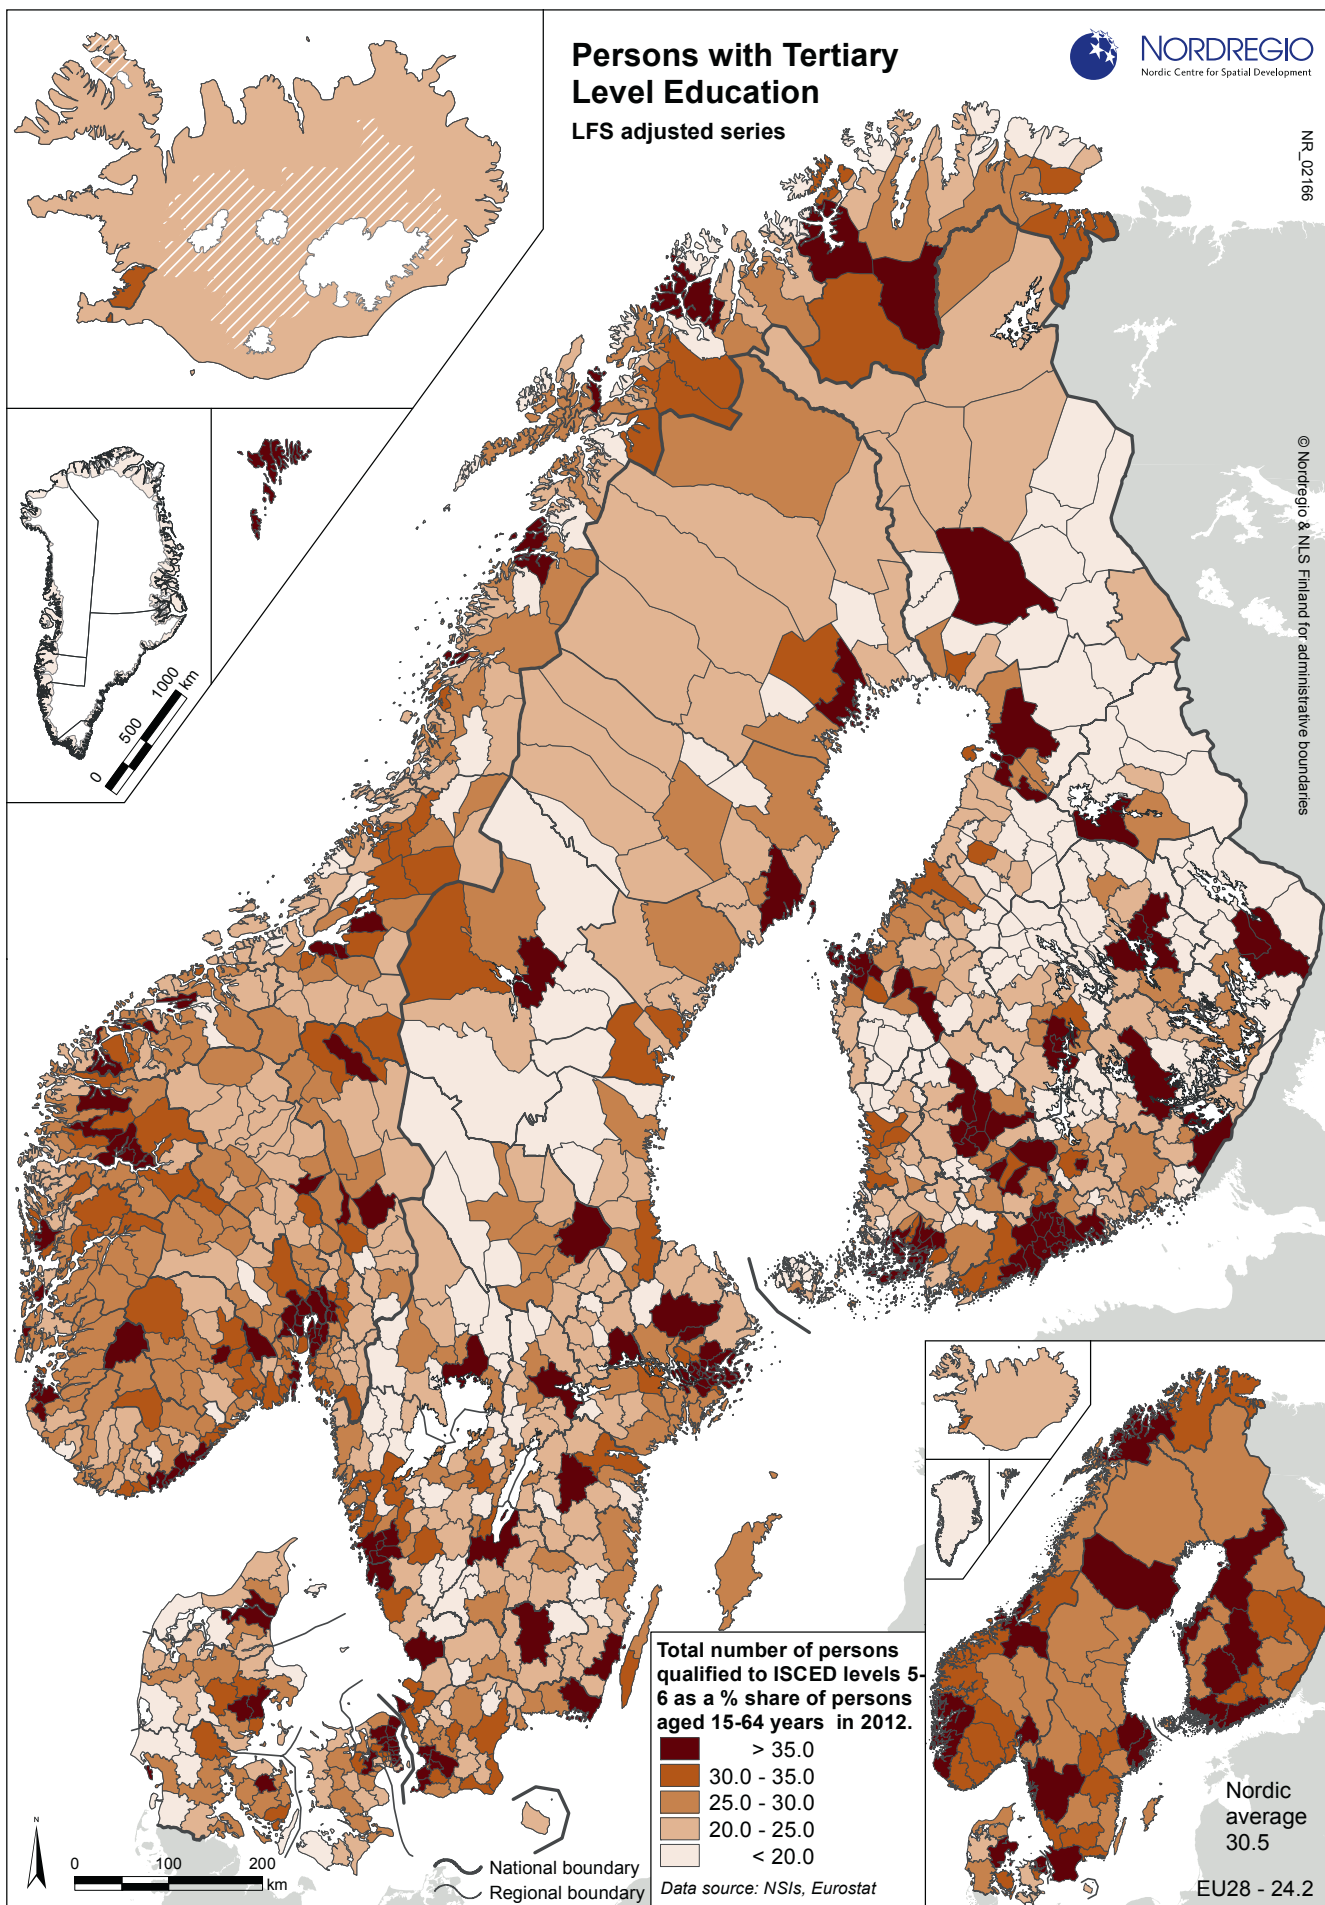 Persons with Tertiary
Level Education
LFS adjusted series
NORDREGIO
Nordic Centre for Spatial Development
NR_02166
© Nordregio & NLS Finland for administrative boundaries
0
500
1000
km
N
0
100
200
km
National boundary
Regional boundary
Total number of persons
qualified to ISCED levels 5-
6 as a % share of persons
aged 15-64 years in 2012.
> 35.0
30.0 - 35.0
25.0 - 30.0
20.0 - 25.0
< 20.0
Data source: NSIs, Eurostat
Nordic
average
30.5
EU28 - 24.2